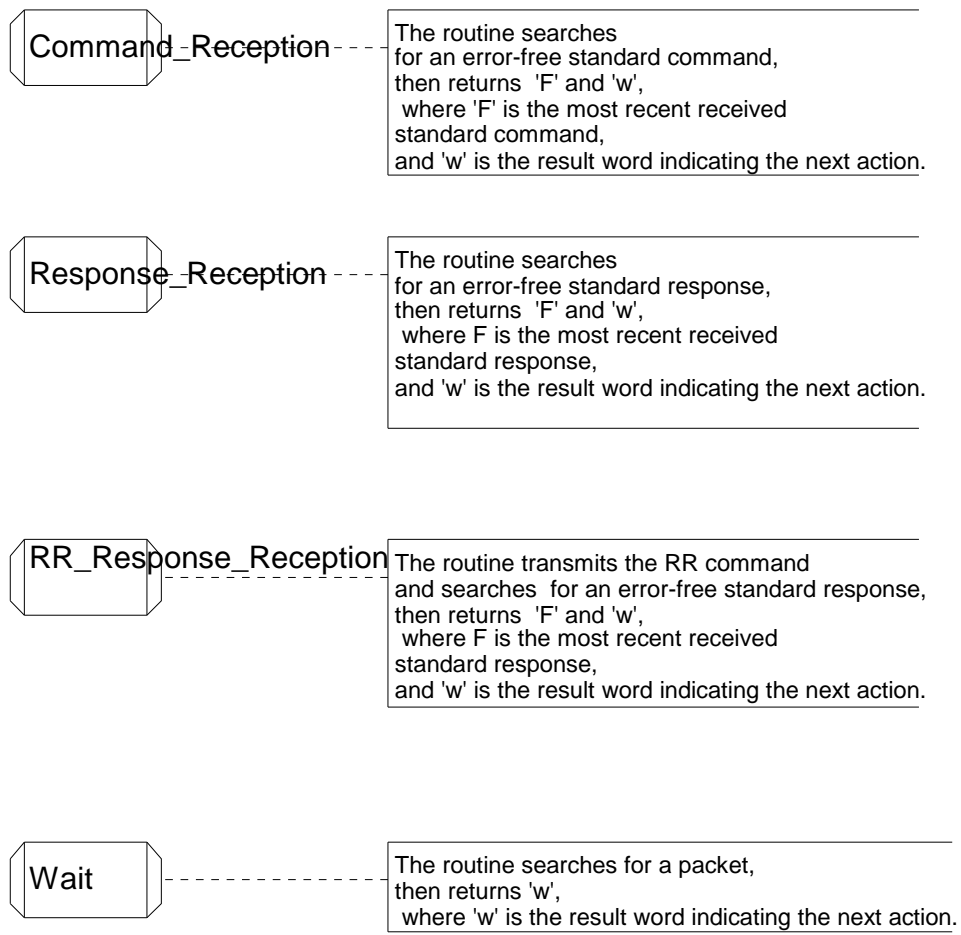 Command_Reception
The routine searches
for an error-free standard command,
then returns 'F' and 'w',
where 'F' is the most recent received
standard command,
and 'w' is the result word indicating the next action.
Response_Reception
The routine searches
for an error-free standard response,
then returns 'F' and 'w',
where F is the most recent received
standard response,
and 'w' is the result word indicating the next action.
RR_Response_Reception
The routine transmits the RR command
and searches for an error-free standard response,
then returns 'F' and 'w',
where F is the most recent received
standard response,
and 'w' is the result word indicating the next action.
Wait
The routine searches for a packet,
then returns 'w',
where 'w' is the result word indicating the next action.